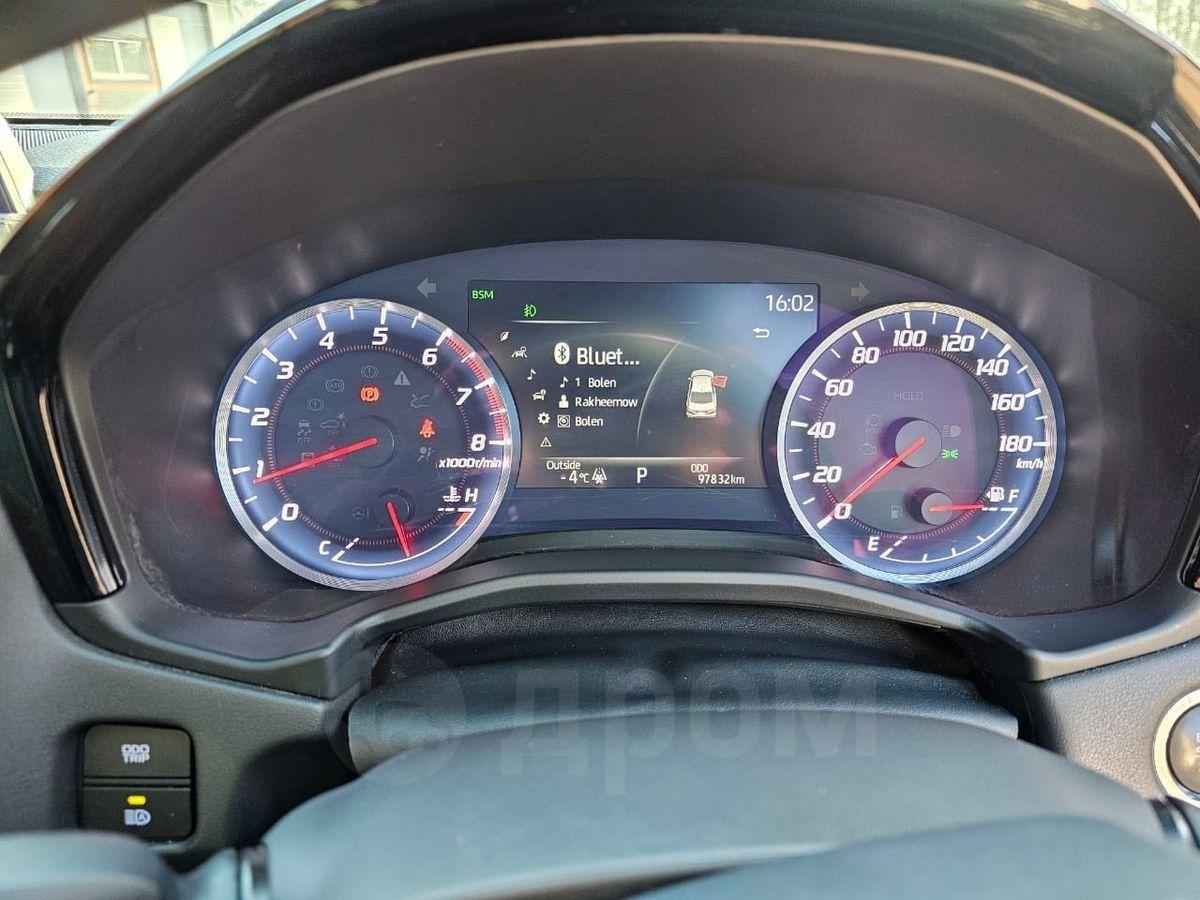 BSM
16:02
Bluet...
1 Bolen
Rakheemow
Bolen
Outside
-4°C
P
ODO
97832km
0
1
2
3
4
5
6
7
8
x1000r/min
H
C
OFF
0
20
40
60
80
100
120
140
160
180
km/h
HOLD
F
E
ODO
TRIP
дром